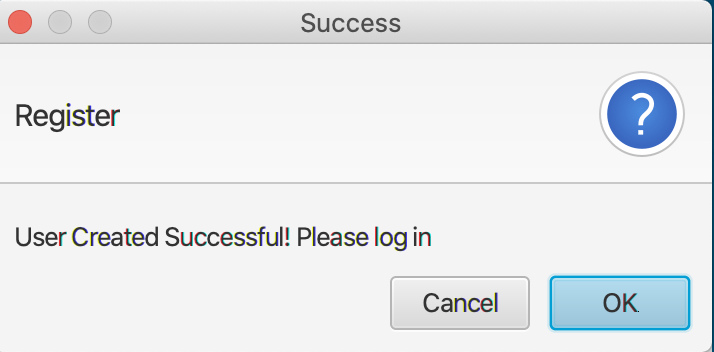 Success
Register
?
User Created Successful! Please log in
Cancel
OK